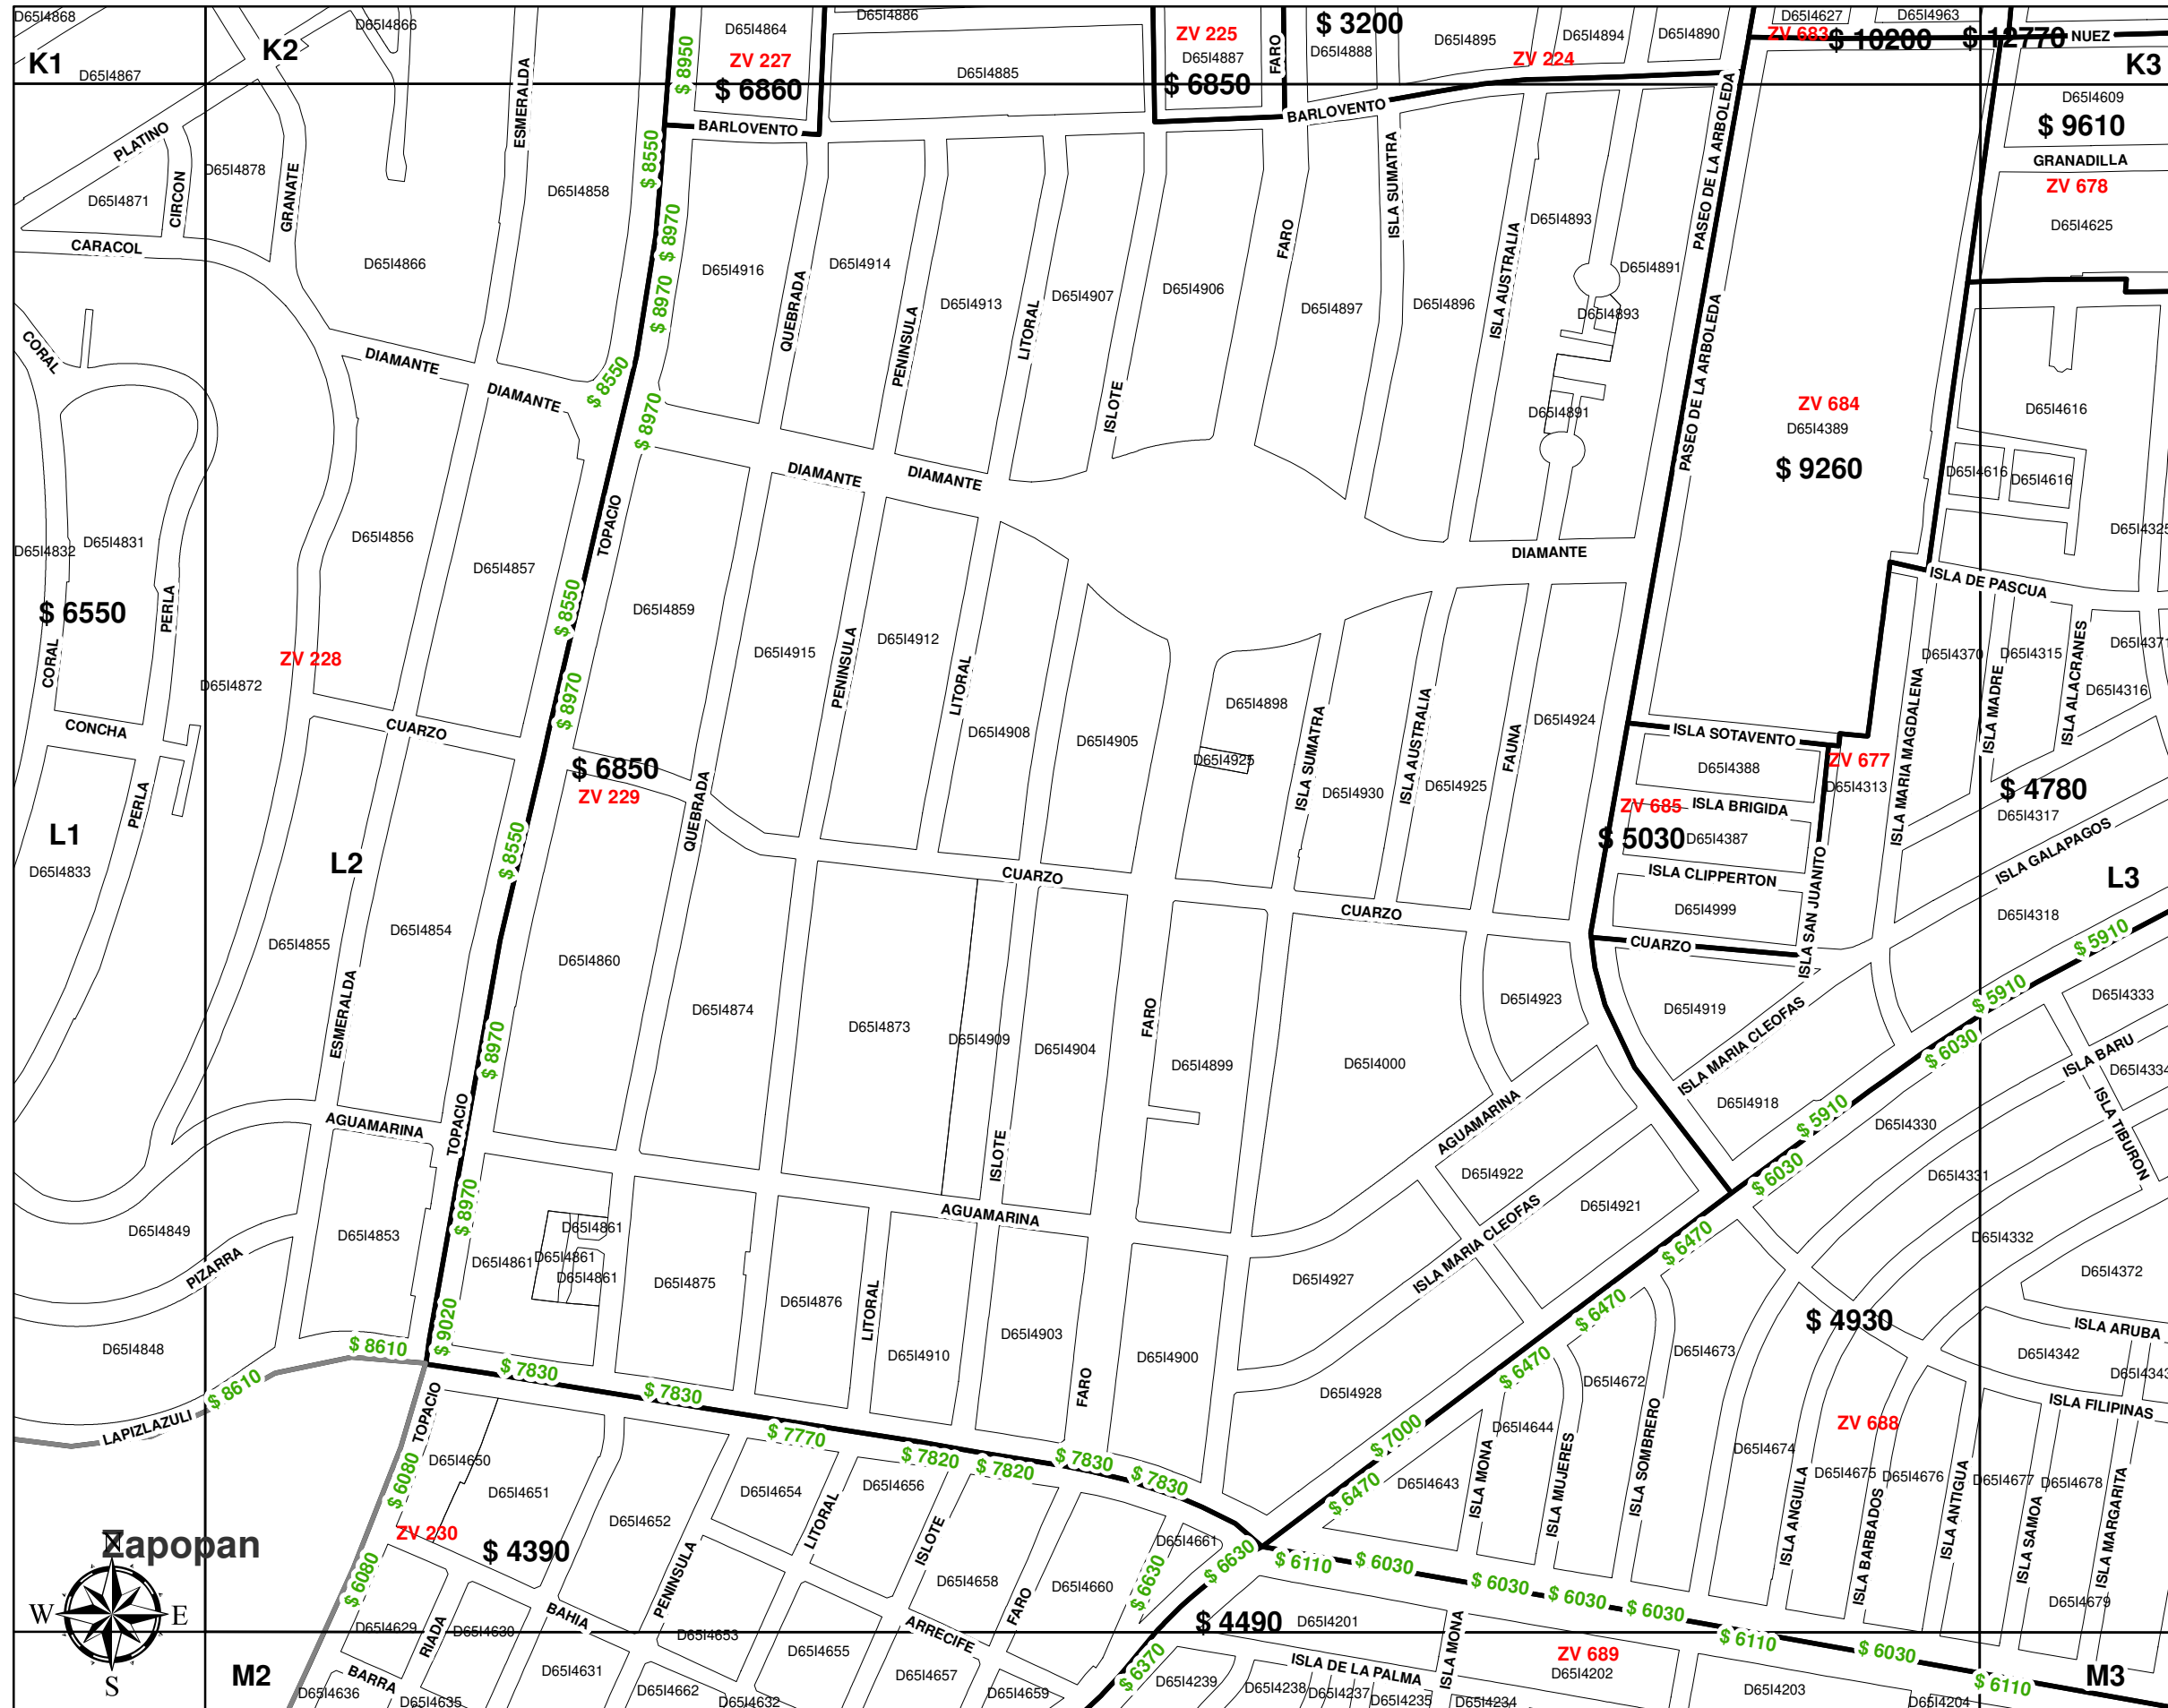 D65I4868
D65I4866
$ 8950
D65I4864
D65I4886
ZV 225
FARO
$ 3200
D65I4895
D65I4894
D65I4890
D65I4627
D65I4963
ZV 683
$ 10200
$ 12770
NUEZ
K1
K2
K3
D65I4867
ZV 227
D65I4885
D65I4887
D65I4888
ZV 224
$ 6860
$ 6850
D65I4609
$ 9610
BARLOVENTO
BARLOVENTO
ESMERALDA
$ 8550
ISLA SUMATRA
PASEO DE LA ARBOLEDA
PLATINO
D65I4878
GRANADILLA
D65I4871
CIRCON
GRANATE
D65I4858
ZV 678
D65I4893
D65I4625
CARACOL
$ 8970
FARO
D65I4866
D65I4916
D65I4914
D65I4891
$ 8970
QUEBRADA
PENINSULA
D65I4913
LITORAL
D65I4907
D65I4906
D65I4897
D65I4896
ISLA AUSTRALIA
D65I4893
PASEO DE LA ARBOLEDA
CORAL
DIAMANTE
DIAMANTE
$ 8550
$ 8970
ISLOTE
D65I4891
ZV 684
D65I4389
$ 9260
D65I4616
D65I4616
D65I4616
DIAMANTE
DIAMANTE
TOPACIO
D65I4832
D65I4831
D65I4856
D65I4857
DIAMANTE
D65I4325
ISLA DE PASCUA
$ 6550
PERLA
$ 8550
D65I4859
CORAL
ZV 228
D65I4872
D65I4915
PENINSULA
D65I4912
LITORAL
D65I4370
D65I4315
D65I4371
ISLA MADRE
ISLA ALACRANES
D65I4316
$ 8970
D65I4898
CONCHA
CUARZO
D65I4908
D65I4905
D65I4925
ISLA SUMATRA
ISLA AUSTRALIA
FAUNA
D65I4924
ISLA SOTAVENTO
ZV 677
D65I4388
D65I4313
ISLA MARIA MAGDALENA
$ 6850
ZV 229
QUEBRADA
D65I4930
D65I4925
ZV 685
ISLA BRIGIDA
$ 5030
D65I4387
$ 4780
D65I4317
ISLA GALAPAGOS
PERLA
L1
L2
L3
D65I4833
$ 8550
CUARZO
CUARZO
ISLA CLIPPERTON
D65I4999
D65I4318
ISLA SAN JUANITO
CUARZO
D65I4855
D65I4854
D65I4860
$ 5910
$ 5910
D65I4333
ESMERALDA
$ 8970
D65I4874
D65I4873
D65I4909
D65I4904
FARO
D65I4899
D65I4000
D65I4923
D65I4919
ISLA MARIA CLEOFAS
$ 6030
ISLA BARU
D65I4334
ISLA TIBURON
AGUAMARINA
TOPACIO
AGUAMARINA
D65I4918
$ 5910
D65I4330
ISLOTE
D65I4922
$ 6030
D65I4331
D65I4849
D65I4853
$ 8970
D65I4861
D65I4861
D65I4861
D65I4861
AGUAMARINA
D65I4921
ISLA MARIA CLEOFAS
$ 6470
D65I4332
PIZARRA
D65I4875
D65I4876
LITORAL
D65I4927
D65I4372
D65I4848
$ 8610
$ 9020
D65I4903
$ 6470
$ 4930
ISLA ARUBA
D65I4910
D65I4900
D65I4673
D65I4342
D65I4343
$ 8610
$ 7830
$ 7830
FARO
D65I4928
$ 6470
D65I4672
ISLA FILIPINAS
LAPIZLAZULI
TOPACIO
$ 7770
$ 7820
$ 7820
$ 7830
$ 7830
$ 7000
D65I4644
ISLA SOMBRERO
ZV 688
D65I4674
D65I4650
$ 6080
D65I4651
D65I4654
D65I4656
D65I4643
$ 6470
ISLA MONA
ISLA MUJERES
D65I4675
D65I4676
D65I4677
D65I4678
ISLA ANGUILA
ISLA BARBADOS
ISLA ANTIGUA
ISLA SAMOA
ISLA MARGARITA
ZV 230
D65I4652
LITORAL
ISLOTE
D65I4661
Zapopan
N
$ 4390
$ 6080
PENINSULA
D65I4658
FARO
D65I4660
$ 6630
$ 6630
$ 6110
$ 6030
$ 6030
$ 6030
$ 6030
W
E
S
D65I4629
RIADA
D65I4630
BAHIA
D65I4653
D65I4655
ARRECIFE
$ 4490
D65I4201
ISLA MONA
$ 6110
$ 6030
D65I4679
M2
M3
BARRA
D65I4636
D65I4635
D65I4631
D65I4662
D65I4632
D65I4657
D65I4659
$ 6370
D65I4239
ISLA DE LA PALMA
D65I4238
D65I4237
D65I4235
D65I4234
ZV 689
D65I4202
D65I4203
D65I4204
$ 6110